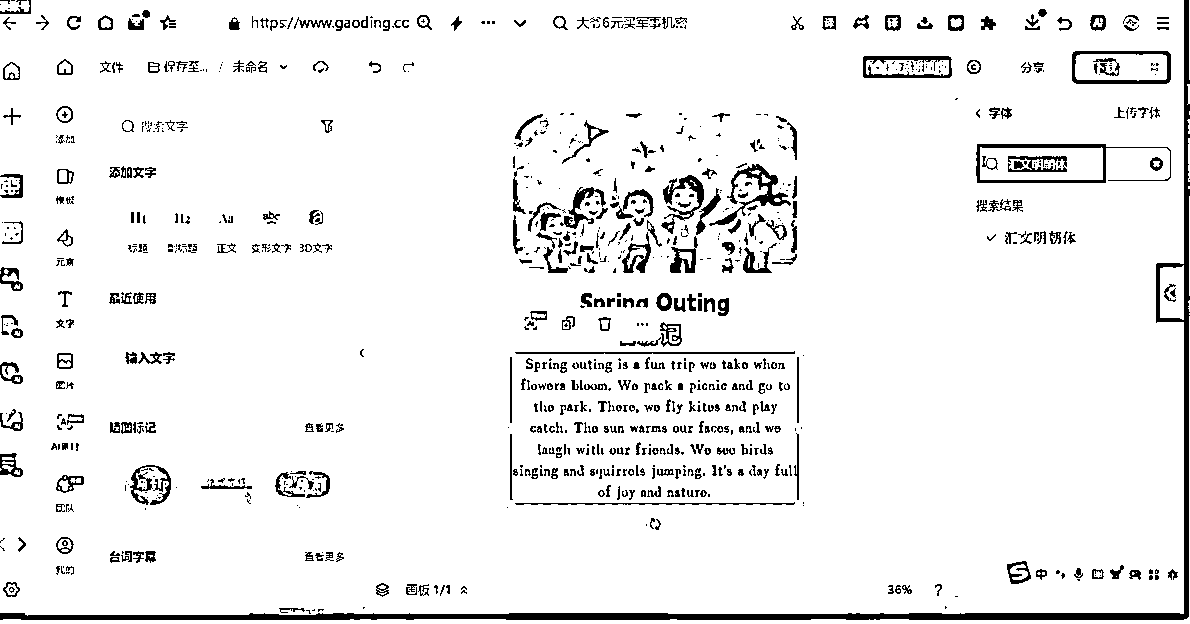 https://www.gaoding.cc
大爷6元买军事机密
文件
保存至... / 未命名
分享
下载
添加
搜索文字
字体
上传字体
添加文字
汇文明朝体
模板
搜索结果
H1 H2 Aa abc a
标题 副标题 正文 变形文字 3D文字
汇文明朝体
元素
最近使用
Spring Outing
文字
记
输入文字
Spring outing is a fun trip we take when
flowers bloom. We pack a picnic and go to
the park. There, we fly kites and play
catch. The sun warms our faces, and we
laugh with our friends. We see birds
singing and squirrels jumping. It's a day full
of joy and nature.
图片
贴图标记
查看更多
团队
台词字幕
查看更多
我的
画板 1/1
36%
?
中